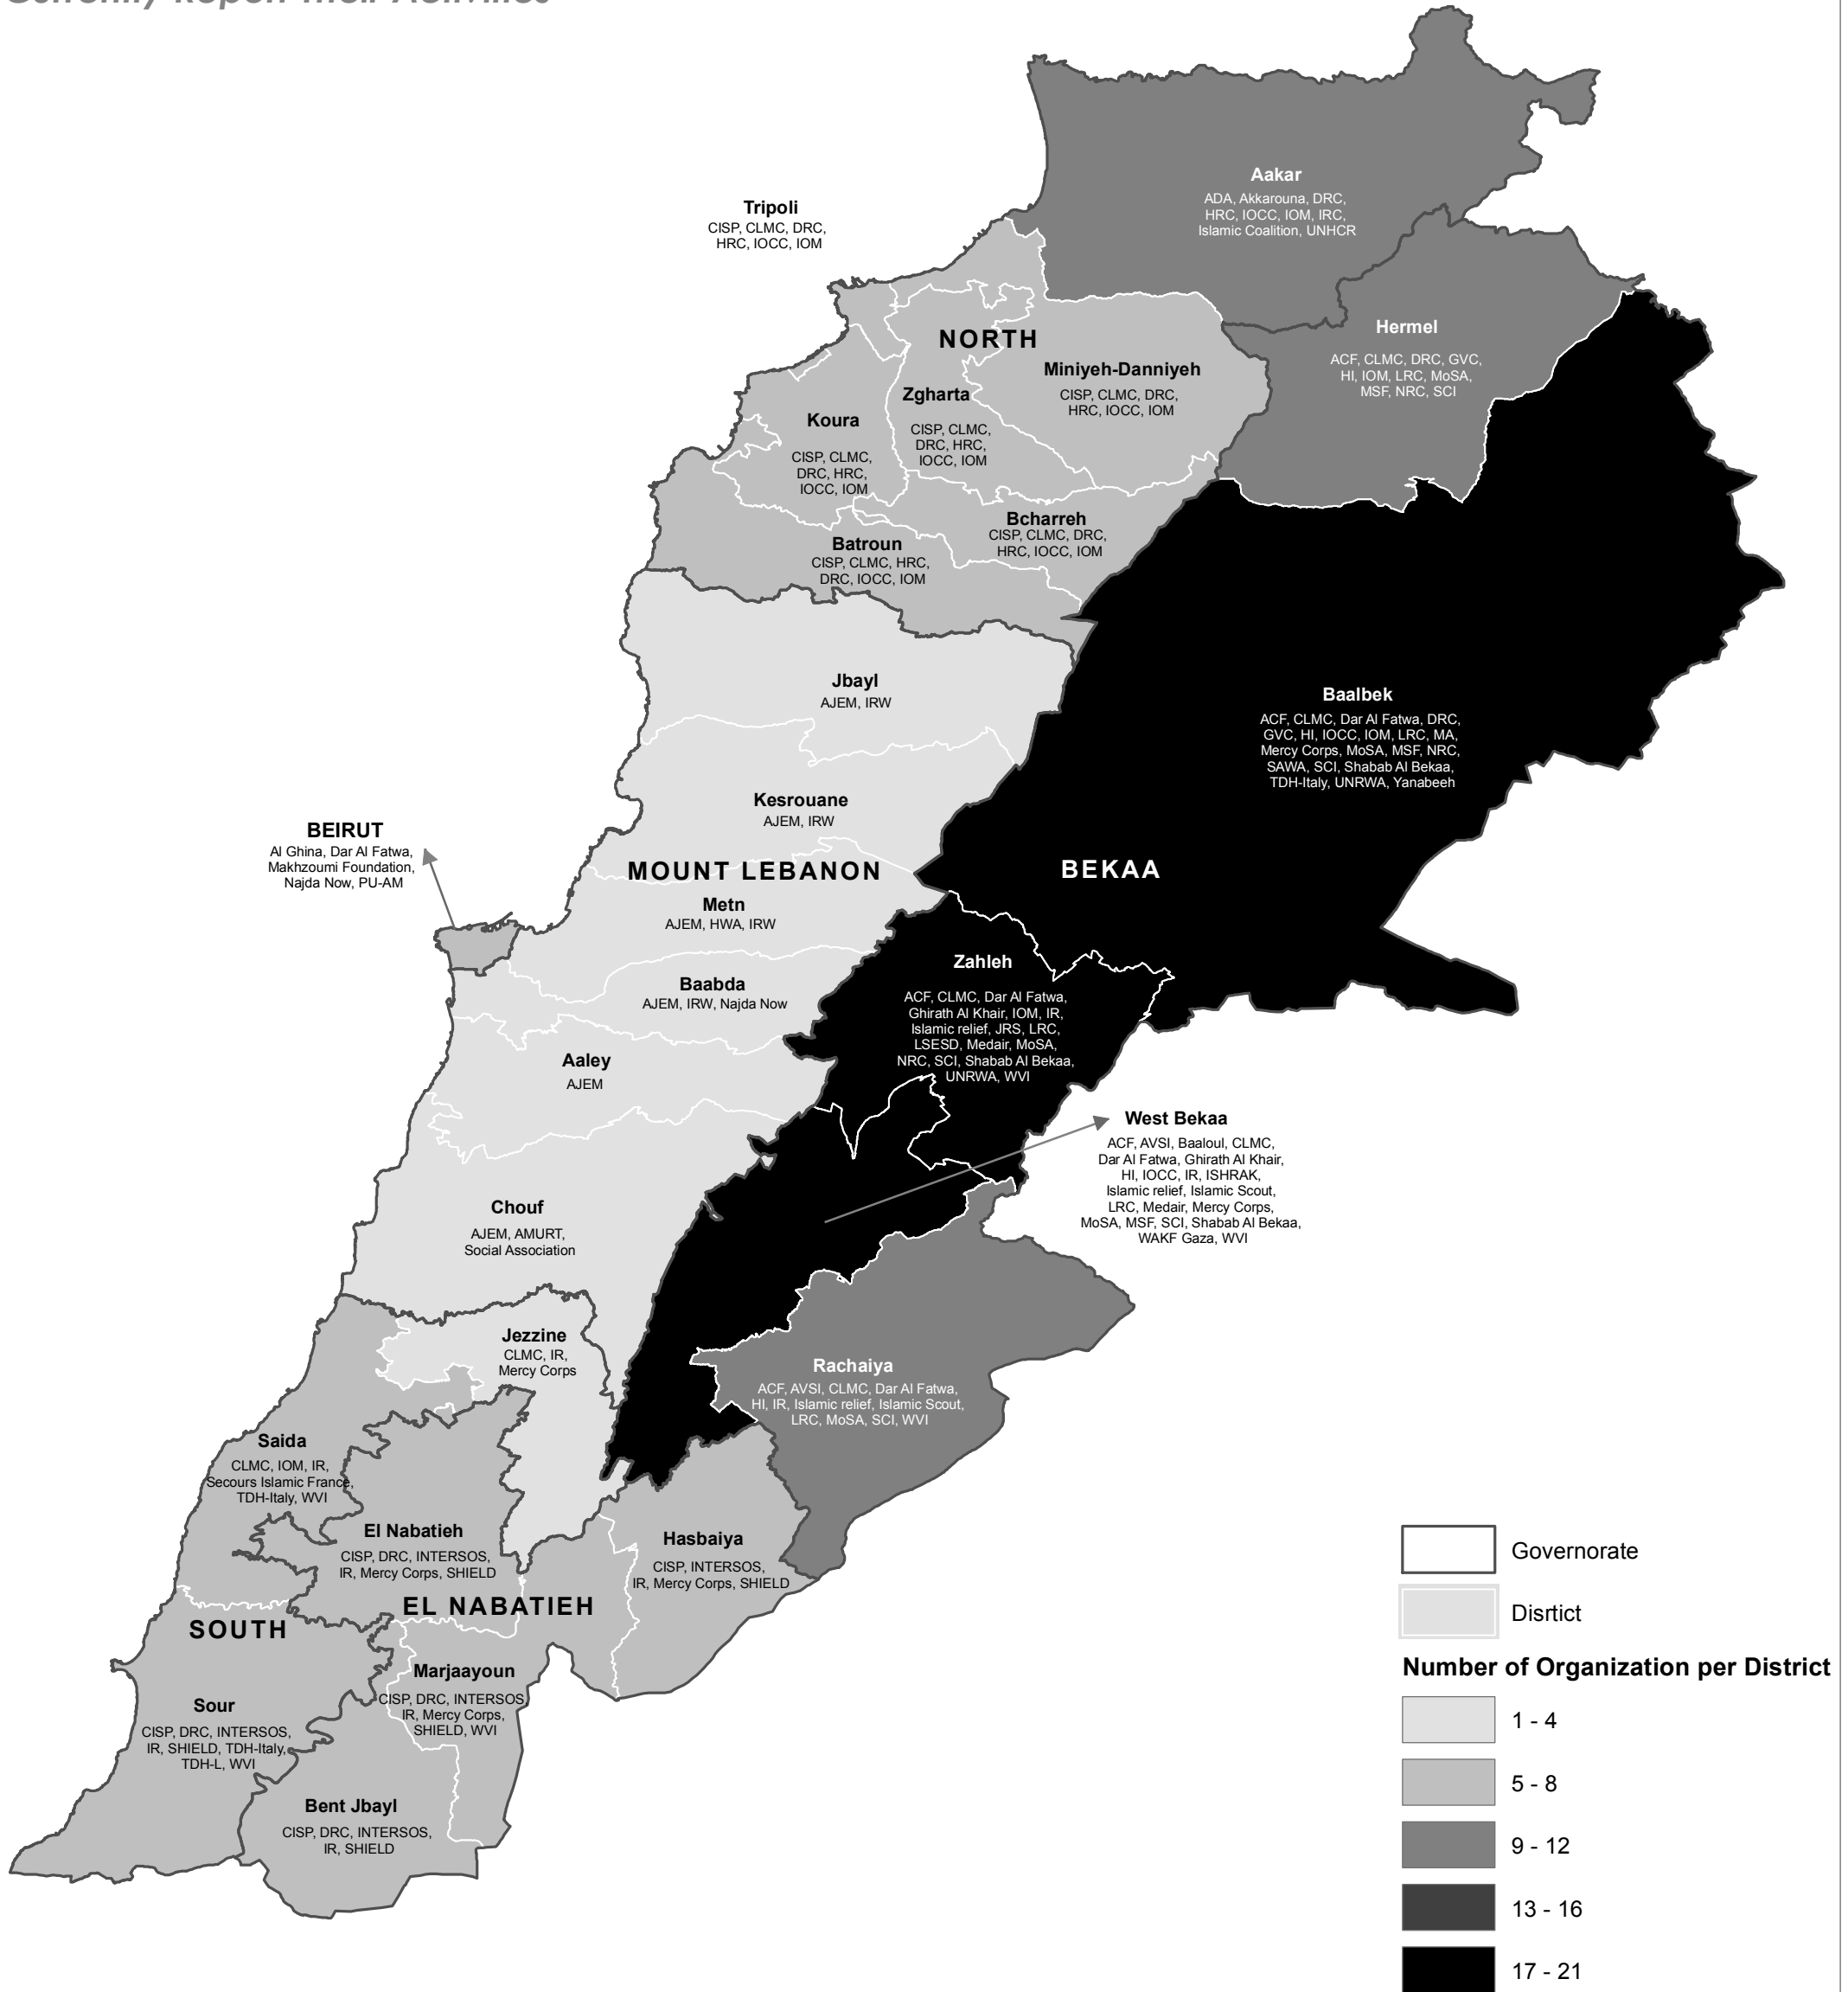 Currently Report Their Activities
Aakar
ADA, Akkarouna, DRC,
HRC, IOCC, IOM, IRC,
Islamic Coalition, UNHCR
Tripoli
CISP, CLMC, DRC,
HRC, IOCC, IOM
Hermel
ACF, CLMC, DRC, GVC,
HI, IOM, LRC, MoSA,
MSF, NRC, SCI
NORTH
Miniyeh-Danniyeh
CISP, CLMC, DRC,
HRC, IOCC, IOM
Zgharta
CISP, CLMC,
DRC, HRC,
IOCC, IOM
Koura
CISP, CLMC,
DRC, HRC,
IOCC, IOM
Bcharreh
CISP, CLMC, DRC,
HRC, IOCC, IOM
Batroun
CISP, CLMC, HRC,
DRC, IOCC, IOM
Jbayl
AJEM, IRW
Baalbek
ACF, CLMC, Dar Al Fatwa, DRC,
GVC, HI, IOCC, IOM, LRC, MA,
Mercy Corps, MoSA, MSF, NRC,
SAWA, SCI, Shabab Al Bekaa,
TDH-Italy, UNRWA, Yanabeeh
Kesrouane
AJEM, IRW
BEIRUT
Al Ghina, Dar Al Fatwa,
Makhzoumi Foundation,
Najda Now, PU-AM
MOUNT LEBANON
BEKAA
Metn
AJEM, HWA, IRW
Zahleh
ACF, CLMC, Dar Al Fatwa,
Ghirath Al Khair, IOM, IR,
Islamic relief, JRS, LRC,
LSESD, Medair, MoSA,
NRC, SCI, Shabab Al Bekaa,
UNRWA, WVI
Baabda
AJEM, IRW, Najda Now
Aaley
AJEM
West Bekaa
ACF, AVSI, Baaloul, CLMC,
Dar Al Fatwa, Ghirath Al Khair,
HI, IOCC, IR, ISHRAK,
Islamic relief, Islamic Scout,
LRC, Medair, Mercy Corps,
MoSA, MSF, SCI, Shabab Al Bekaa,
WAKF Gaza, WVI
Chouf
AJEM, AMURT,
Social Association
Jezzine
CLMC, IR,
Mercy Corps
Rachaiya
ACF, AVSI, CLMC, Dar Al Fatwa,
HI, IR, Islamic relief, Islamic Scout,
LRC, MoSA, SCI, WVI
Saida
CLMC, IOM, IR,
Secours Islamic France,
TDH-Italy, WVI
El Nabatieh
CISP, DRC, INTERSOS,
IR, Mercy Corps, SHIELD
Hasbaiya
CISP, INTERSOS,
IR, Mercy Corps, SHIELD
EL NABATIEH
SOUTH
Marjaayoun
CISP, DRC, INTERSOS,
IR, Mercy Corps,
SHIELD, WVI
Sour
CISP, DRC, INTERSOS,
IR, SHIELD, TDH-Italy,
TDH-L, WVI
Bent Jbayl
CISP, DRC, INTERSOS,
IR, SHIELD
Governorate
Disrtict
Number of Organization per District
1 - 4
5 - 8
9 - 12
13 - 16
17 - 21